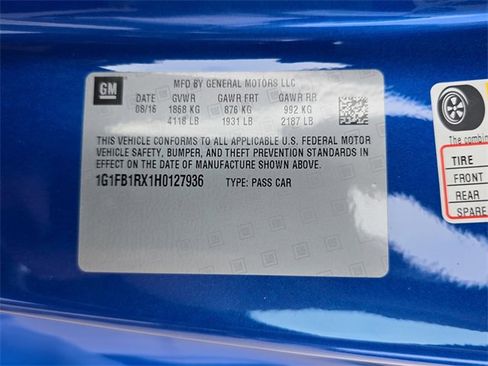 GM
MFD BY GENERAL MOTORS LLC
DATE GVWR GAWR FRT GAWR RR
08/16 1868 KG 876 KG 992 KG
4118 LB 1931 LB 2187 LB
THIS VEHICLE CONFORMS TO ALL APPLICABLE U.S. FEDERAL MOTOR
VEHICLE SAFETY, BUMPER, AND THEFT PREVENTION STANDARDS IN
EFFECT ON THE DATE OF MANUFACTURE SHOWN ABOVE.
1G1FB1RX1H0127936 TYPE: PASS CAR
The combin
TIRE
FRONT
REAR
SPARE